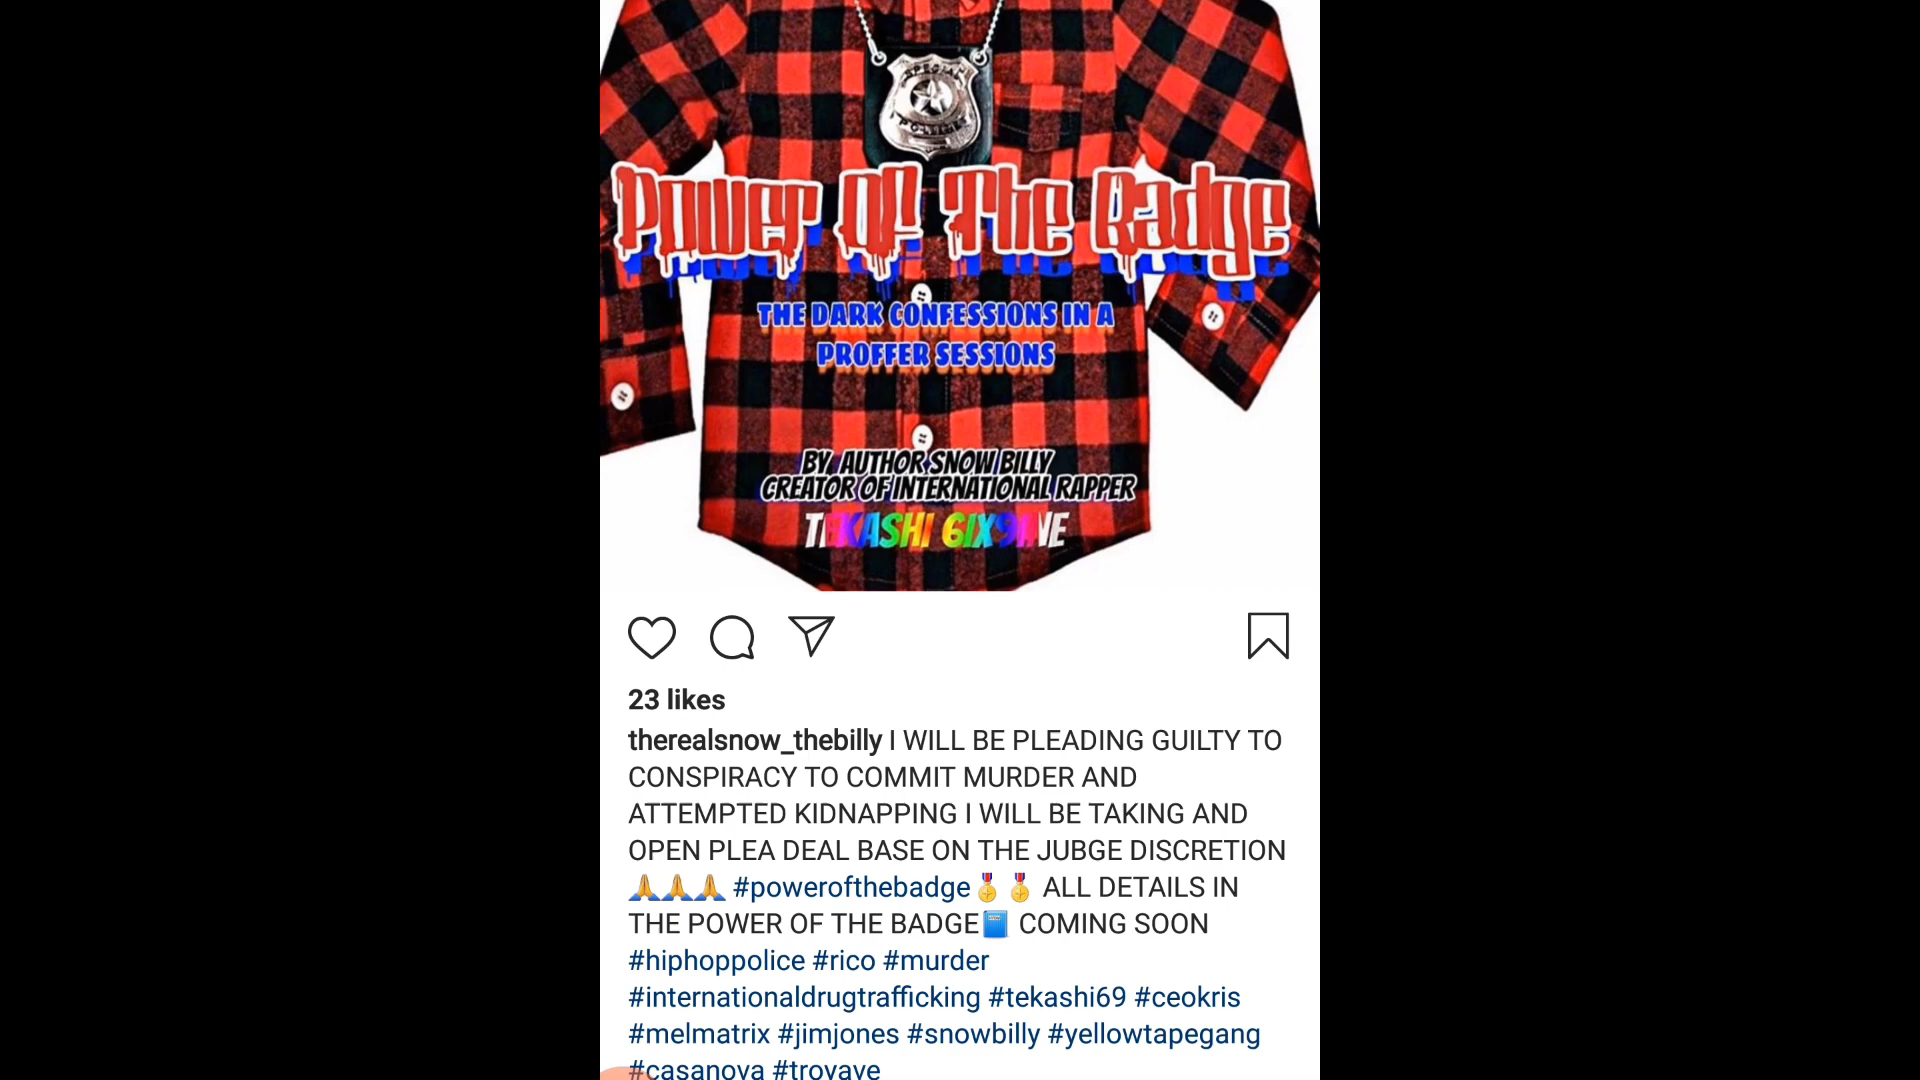 SPECIAL
POLICE
Power Of The Badge
THE DARK CONFESSIONS IN A
PROFFER SESSIONS
BY AUTHOR SNOW BILLY
CREATOR OF INTERNATIONAL RAPPER
TEKASHI 6IX9INE
23 likes
therealsnow_thebilly I WILL BE PLEADING GUILTY TO
CONSPIRACY TO COMMIT MURDER AND
ATTEMPTED KIDNAPPING I WILL BE TAKING AND
OPEN PLEA DEAL BASE ON THE JUBGE DISCRETION
🙏🙏🙏 #powerofthebadge🏅🏅 ALL DETAILS IN
THE POWER OF THE BADGE📘 COMING SOON
#hiphoppolice #rico #murder
#internationaldrugtrafficking #tekashi69 #ceokris
#melmatrix #jimjones #snowbilly #yellowtapegang
#casanova #troyave